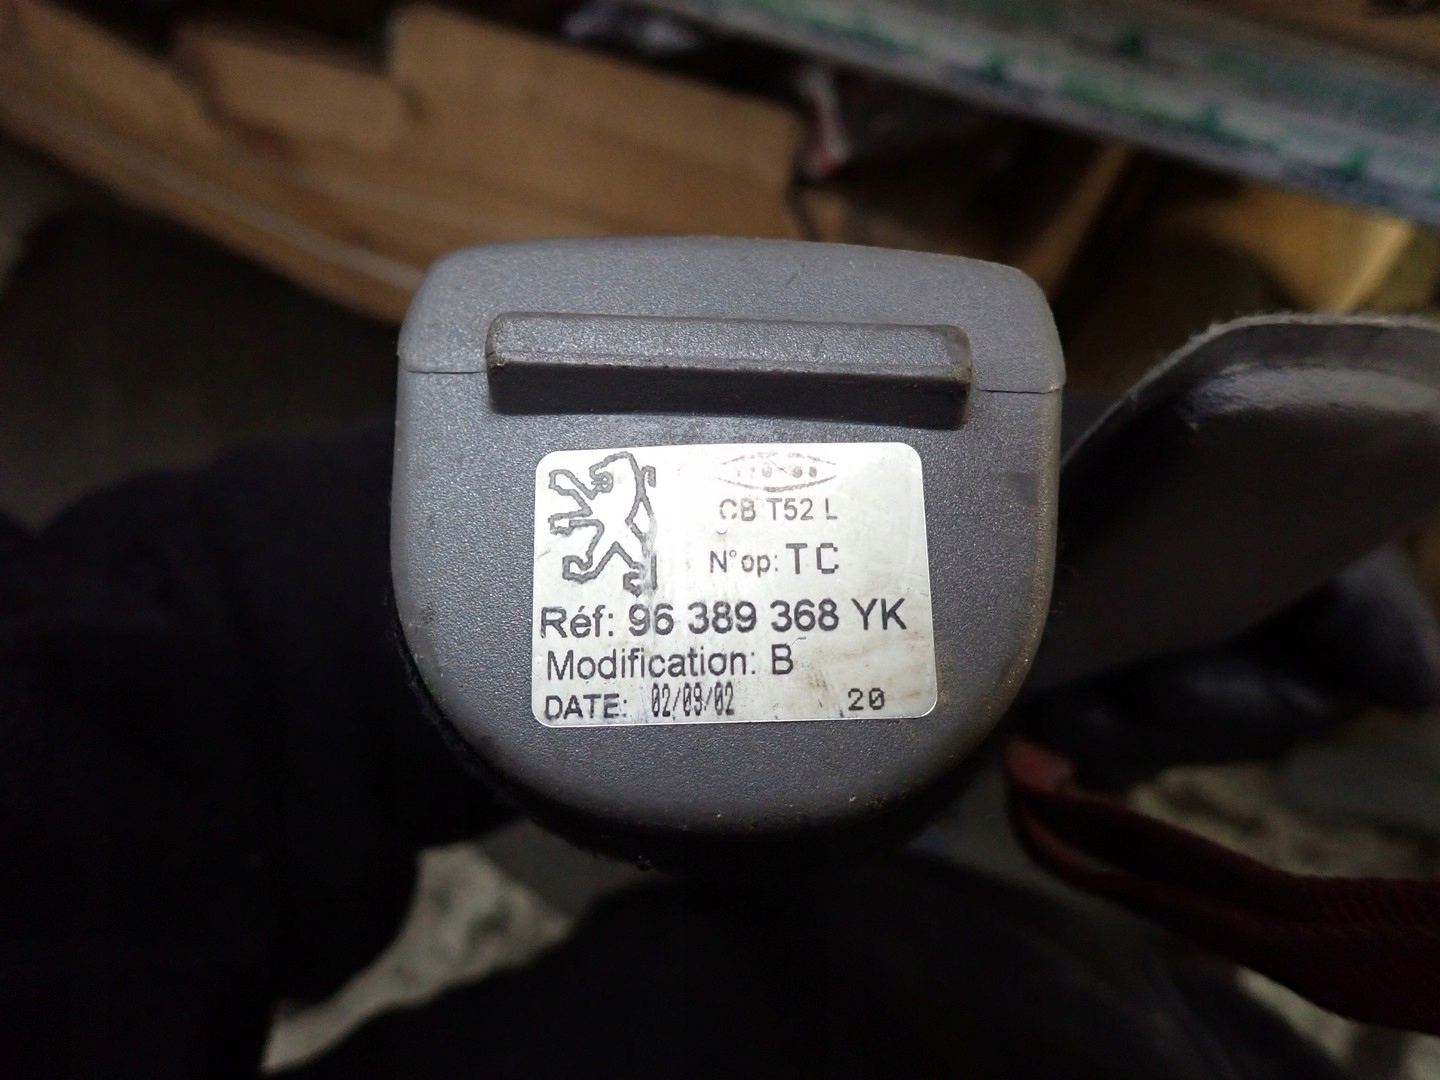 CB T52 L
N°op: TC
Réf: 96 389 368 YK
Modification: B
DATE: 02/09/02 20